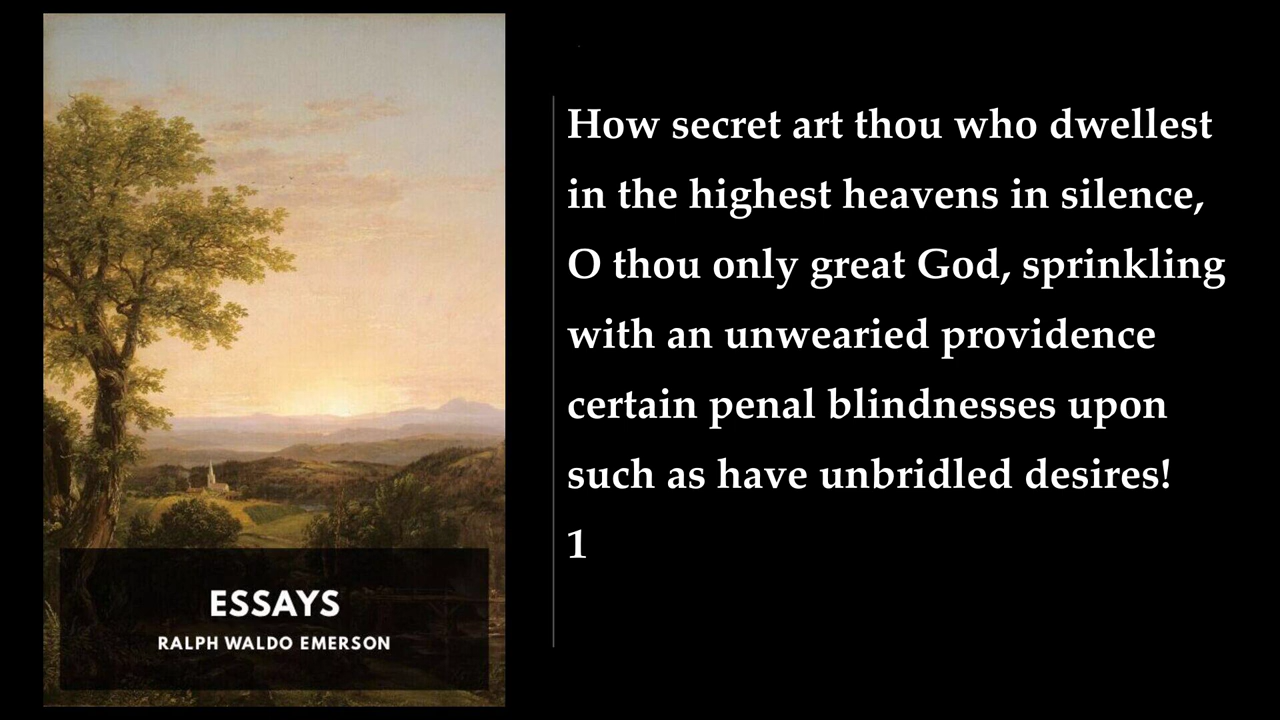 ESSAYS
RALPH WALDO EMERSON
How secret art thou who dwellest
in the highest heavens in silence,
O thou only great God, sprinkling
with an unwearied providence
certain penal blindnesses upon
such as have unbridled desires!
1